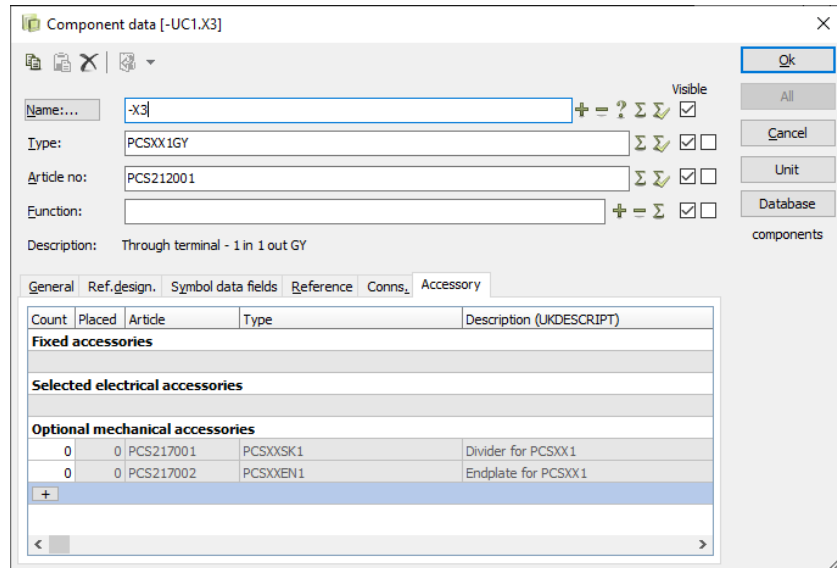 Component data [-UC1.X3]
Ok
Visible
All
Name:... -X3
Cancel
Type: PCSXX1GY
Unit
Article no: PCS212001
Database
Function:
components
Description: Through terminal - 1 in 1 out GY
General Ref.design. Symbol data fields Reference Conns. Accessory
Count Placed Article Type Description (UKDESCRIPT)
Fixed accessories
Selected electrical accessories
Optional mechanical accessories
0 0 PCS217001 PCSXXSK1 Divider for PCSXX1
0 0 PCS217002 PCSXXEN1 Endplate for PCSXX1
+